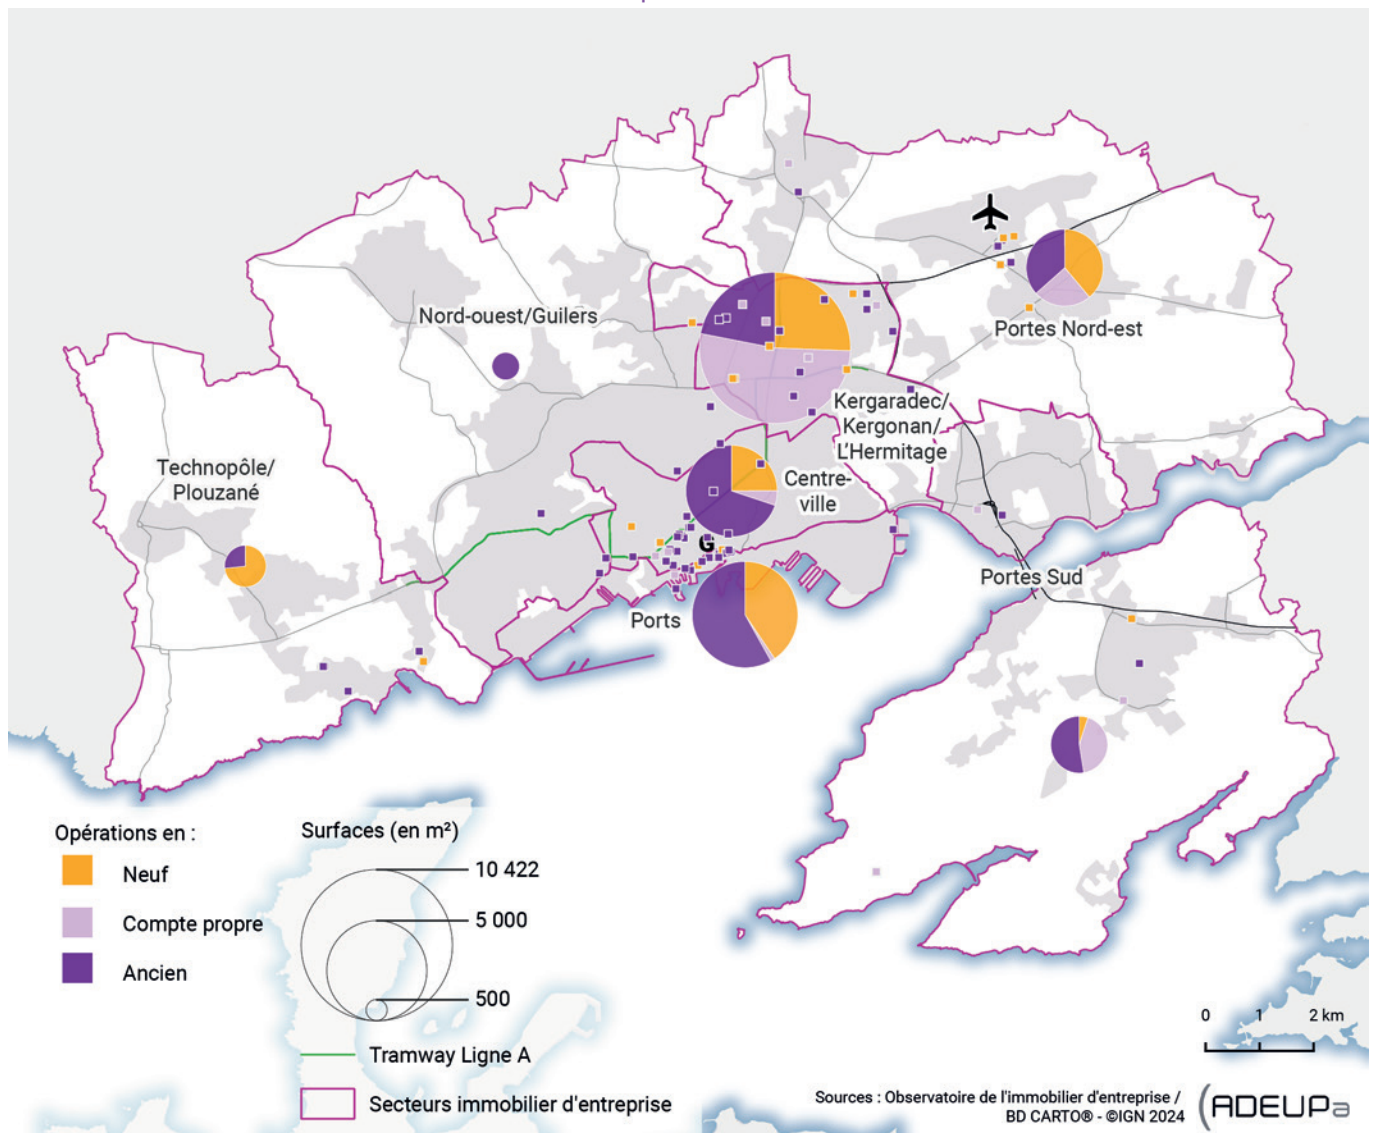 Nord-ouest/Guilers
Portes Nord-est
Kergaradec/
Kergonan/
L'Hermitage
Technopôle/
Plouzané
Centre-
ville
G
Portes Sud
Ports
Opérations en :
Neuf
Compte propre
Ancien
Surfaces (en m²)
10 422
5 000
500
Tramway Ligne A
Secteurs immobilier d'entreprise
0 1 2 km
Sources : Observatoire de l'immobilier d'entreprise /
BD CARTO® - ©IGN 2024
ADEUPa